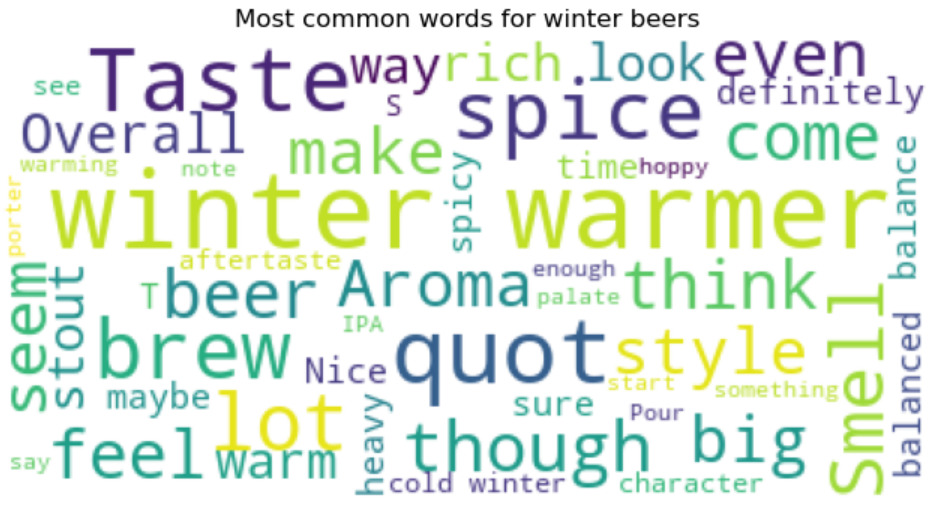 Most common words for winter beers
Taste way rich look even
see S spice definitely
Overall make come
warming note spicy time hoppy balance
porter winter warmer
aftertaste enough
seem stout T beer Aroma palate think Smell
IPA
brew Nice quot style
start something
maybe lot heavy sure Pour balanced
say feel warm though big
cold winter character